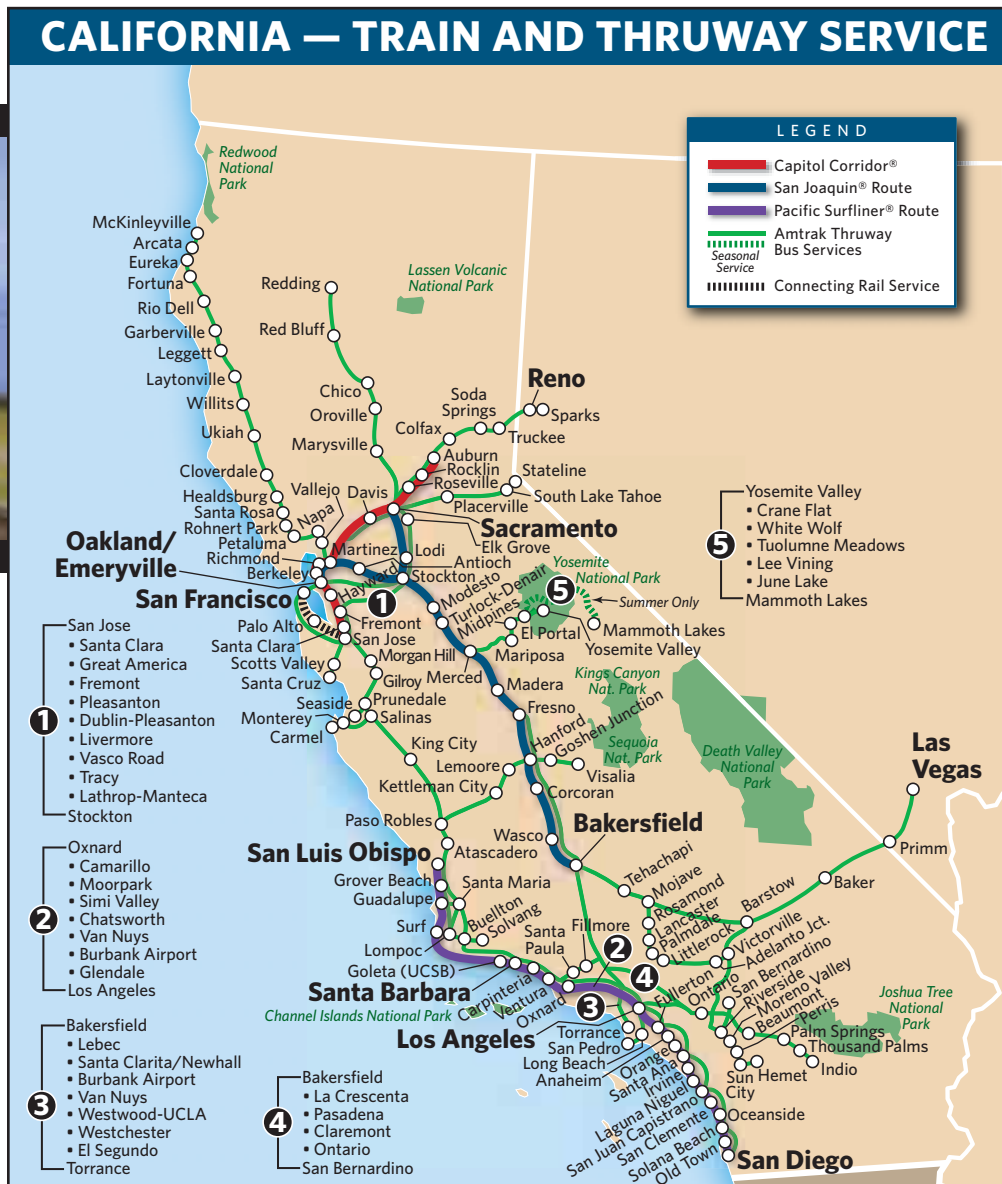 CALIFORNIA — TRAIN AND THRUWAY SERVICE
LEGEND
Capitol Corridor®
San Joaquin® Route
Pacific Surfliner® Route
Amtrak Thruway
Bus Services
Seasonal
Service
Connecting Rail Service
Redwood
National
Park
McKinleyville
Arcata
Eureka
Fortuna
Rio Dell
Garberville
Leggett
Laytonville
Willits
Ukiah
Cloverdale
Healdsburg
Santa Rosa
Rohnert Park
Petaluma
Napa
Vallejo
Redding
Red Bluff
Chico
Oroville
Marysville
Lassen Volcanic
National Park
Reno
Sparks
Truckee
Soda
Springs
Colfax
Auburn
Rocklin
Roseville
Stateline
South Lake Tahoe
Placerville
Davis
Sacramento
Elk Grove
Lodi
Antioch
Stockton
Martinez
Richmond
Berkeley
Oakland/
Emeryville
San Francisco
Hayward
1
Fremont
Palo Alto
San Jose
Santa Clara
Scotts Valley
Santa Cruz
Morgan Hill
Gilroy
Prunedale
Salinas
Seaside
Monterey
Carmel
Modesto
Turlock-Denair
Midpines
El Portal
Mariposa
Merced
Yosemite
National Park
5
Summer Only
Mammoth Lakes
Yosemite Valley
Madera
Fresno
Kings Canyon
Nat. Park
Sequoia
Nat. Park
Death Valley
National
Park
Hanford
Goshen Junction
Visalia
Corcoran
King City
Lemoore
Kettleman City
Paso Robles
Atascadero
Wasco
Bakersfield
San Luis Obispo
Grover Beach
Guadalupe
Surf
Lompoc
Santa Maria
Buellton
Solvang
Goleta (UCSB)
Santa Barbara
Channel Islands National Park
Carpinteria
Ventura
Oxnard
Santa
Paula
Fillmore
2
4
3
Los Angeles
Tehachapi
Mojave
Rosamond
Lancaster
Palmdale
Littlerock
Barstow
Baker
Primm
Las
Vegas
Victorville
Adelanto Jct.
San Bernardino
Riverside
Moreno Valley
Beaumont
Perris
Palm Springs
Thousand Palms
Indio
Joshua Tree
National
Park
Hemet
Sun
City
Fullerton
Ontario
Torrance
San Pedro
Long Beach
Anaheim
Orange
Santa Ana
Irvine
Laguna Niguel
San Juan Capistrano
San Clemente
Oceanside
Solana Beach
Old Town
San Diego
1
San Jose
▪ Santa Clara
▪ Great America
▪ Fremont
▪ Pleasanton
▪ Dublin-Pleasanton
▪ Livermore
▪ Vasco Road
▪ Tracy
▪ Lathrop-Manteca
Stockton
2
Oxnard
▪ Camarillo
▪ Moorpark
▪ Simi Valley
▪ Chatsworth
▪ Van Nuys
▪ Burbank Airport
▪ Glendale
Los Angeles
3
Bakersfield
▪ Lebec
▪ Santa Clarita/Newhall
▪ Burbank Airport
▪ Van Nuys
▪ Westwood-UCLA
▪ Westchester
▪ El Segundo
Torrance
4
Bakersfield
▪ La Crescenta
▪ Pasadena
▪ Claremont
▪ Ontario
San Bernardino
5
Yosemite Valley
▪ Crane Flat
▪ White Wolf
▪ Tuolumne Meadows
▪ Lee Vining
▪ June Lake
Mammoth Lakes